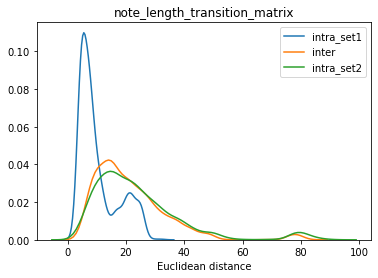 note_length_transition_matrix
0.10
0.08
0.06
0.04
0.02
0.00
intra_set1
inter
intra_set2
0 20 40 60 80 100
Euclidean distance